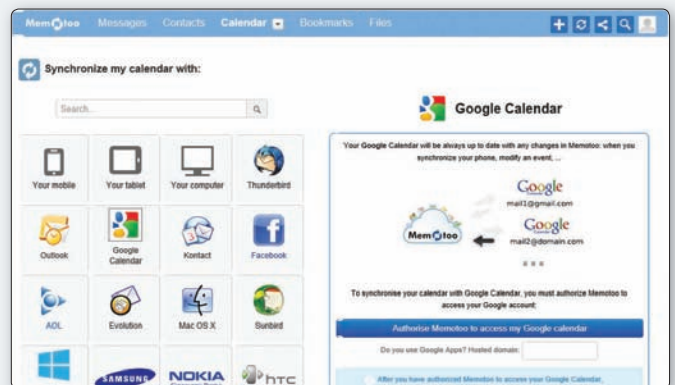 Memotoo Messages Contacts Calendar Bookmarks Files
Synchronize my calendar with:
Search...
Your mobile Your tablet Your computer Thunderbird
Outlook Google Calendar Kontact Facebook
AOL Evolution Mac OS X Sunbird
SAMSUNG NOKIA hTC
Google Calendar
Your Google Calendar will be always up to date with any changes in Memotoo: when you
synchronize your phone, modify an event, ...
Google
mail1@gmail.com
Memotoo
Google
mail2@domain.com
To synchronise your calendar with Google Calendar, you must authorize Memotoo to
access your Google account:
Authorise Memotoo to access my Google calendar
Do you use Google Apps? Hosted domain:
After you have authorized Memotoo to access your Google Calendar,